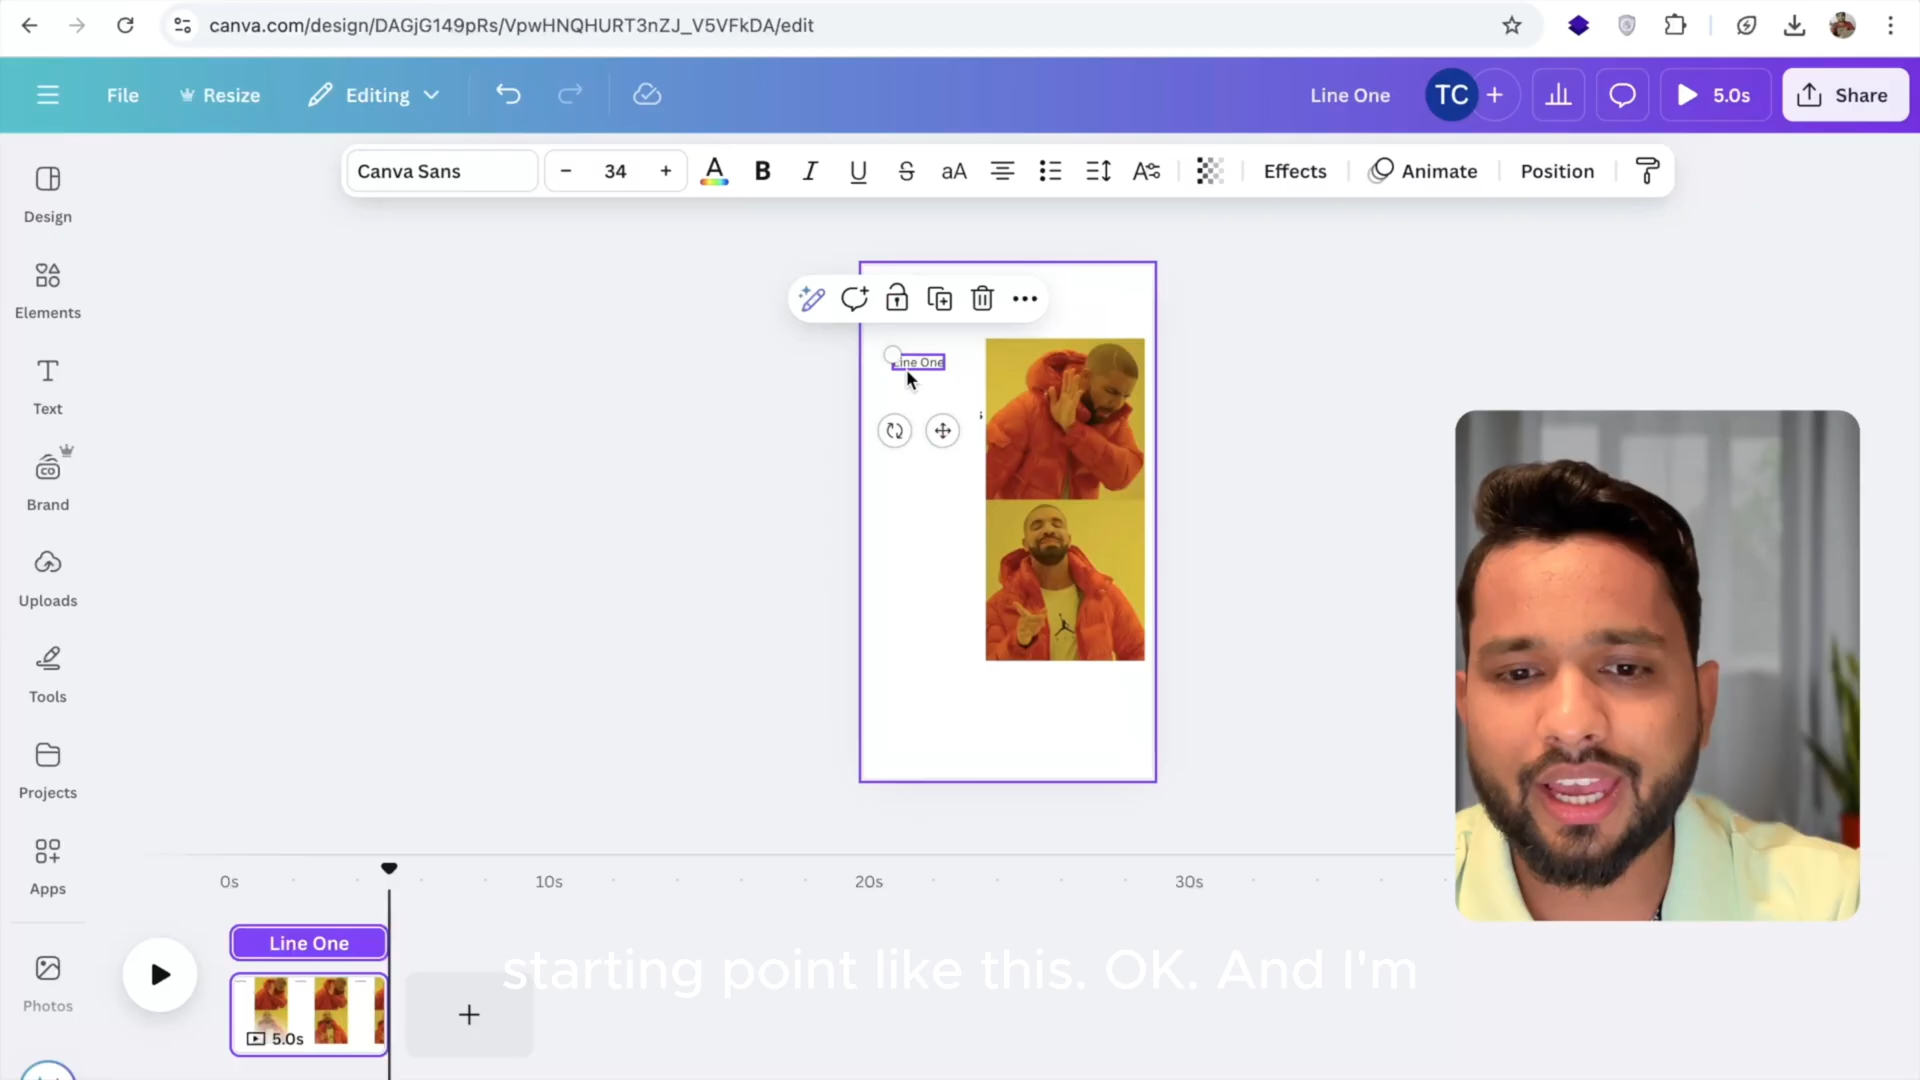 canva.com/design/DAGjG149pRs/VpwHNQHURT3nZJ_V5VFkDA/edit
File
Resize
Editing
Line One
TC
+
5.0s
Share
Canva Sans
− 34 +
A
B
I
U
S
aA
Effects
Animate
Position
Design
Elements
Text
Brand
Uploads
Tools
Projects
Apps
Photos
Line One
0s
10s
20s
30s
Line One
5.0s
starting point like this. OK. And I'm